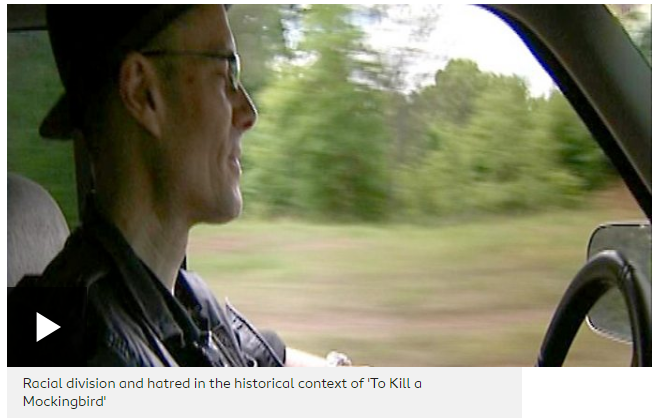 Racial division and hatred in the historical context of 'To Kill a
Mockingbird'